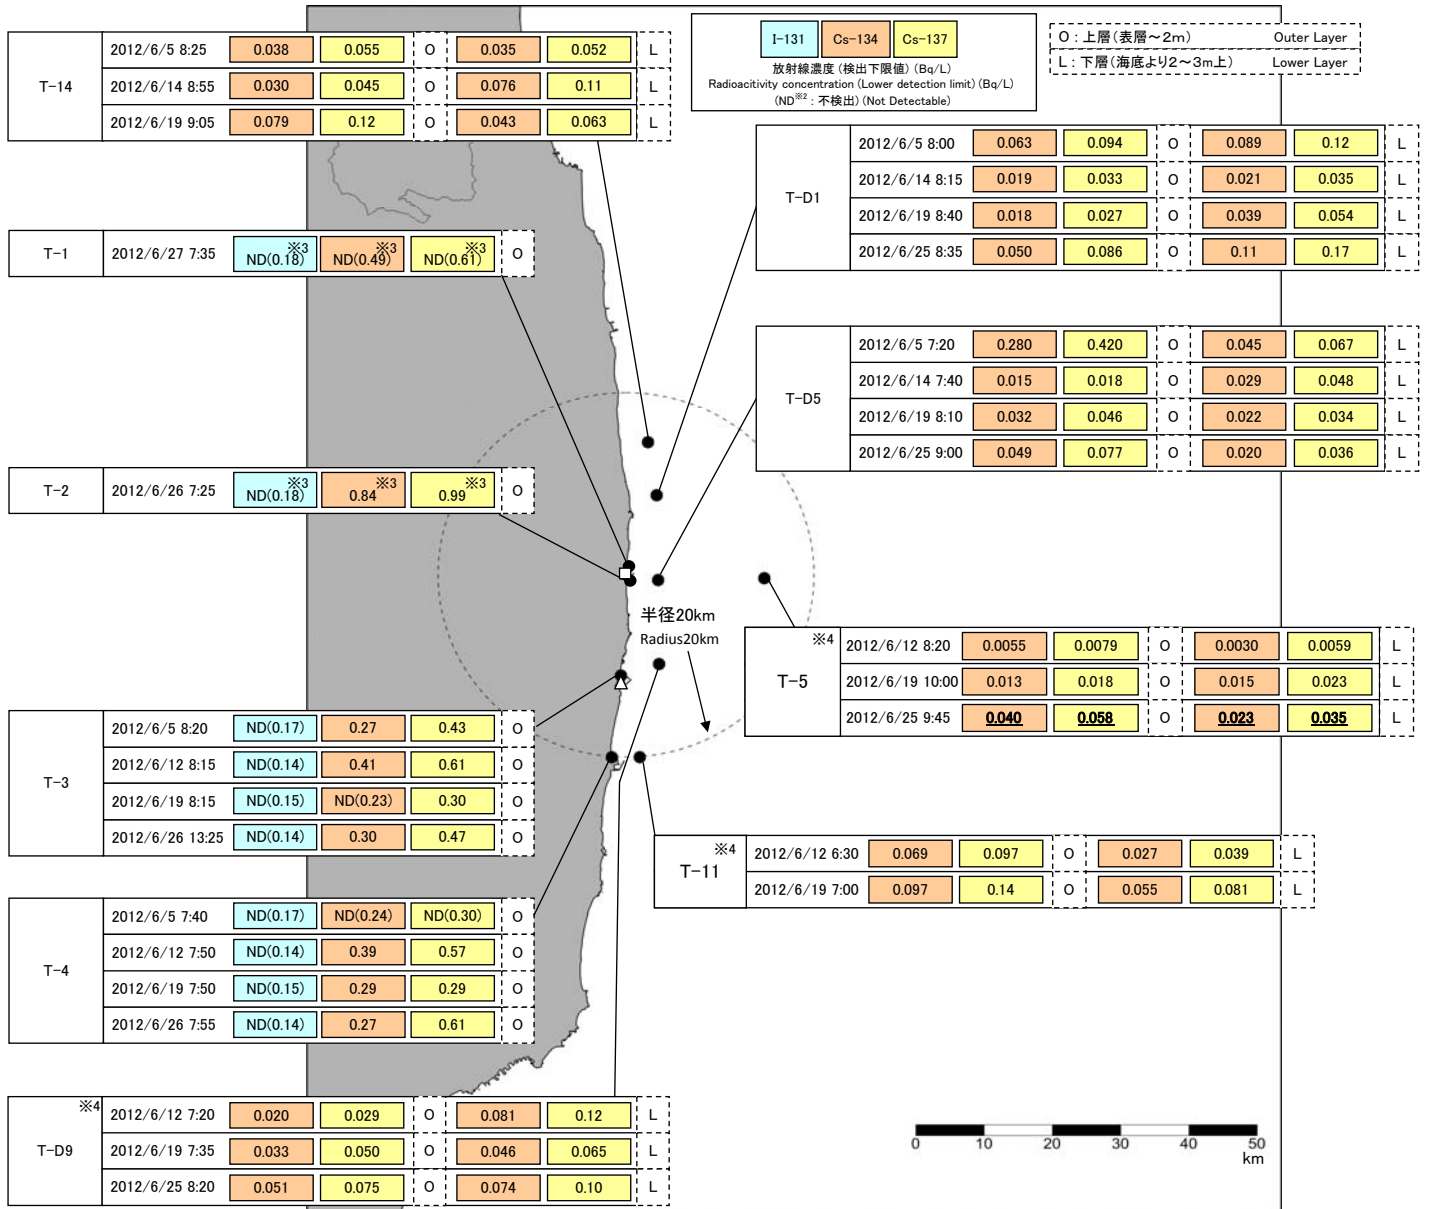 T-14
2012/6/5 8:25 0.038 0.055 O 0.035 0.052 L
2012/6/14 8:55 0.030 0.045 O 0.076 0.11 L
2012/6/19 9:05 0.079 0.12 O 0.043 0.063 L
I-131 Cs-134 Cs-137
放射線濃度(検出下限値)(Bq/L)
Radioacitivity concentration (Lower detection limit) (Bq/L)
(ND※2 : 不検出) (Not Detectable)
O : 上層(表層～2m) Outer Layer
L : 下層(海底より2～3m上) Lower Layer
T-D1
2012/6/5 8:00 0.063 0.094 O 0.089 0.12 L
2012/6/14 8:15 0.019 0.033 O 0.021 0.035 L
2012/6/19 8:40 0.018 0.027 O 0.039 0.054 L
2012/6/25 8:35 0.050 0.086 O 0.11 0.17 L
T-1
2012/6/27 7:35 ND(0.18)※3 ND(0.49)※3 ND(0.61)※3 O
T-D5
2012/6/5 7:20 0.280 0.420 O 0.045 0.067 L
2012/6/14 7:40 0.015 0.018 O 0.029 0.048 L
2012/6/19 8:10 0.032 0.046 O 0.022 0.034 L
2012/6/25 9:00 0.049 0.077 O 0.020 0.036 L
T-2
2012/6/26 7:25 ND(0.18)※3 0.84※3 0.99※3 O
半径20km
Radius20km
※4
T-5
2012/6/12 8:20 0.0055 0.0079 O 0.0030 0.0059 L
2012/6/19 10:00 0.013 0.018 O 0.015 0.023 L
2012/6/25 9:45 0.040 0.058 O 0.023 0.035 L
T-3
2012/6/5 8:20 ND(0.17) 0.27 0.43 O
2012/6/12 8:15 ND(0.14) 0.41 0.61 O
2012/6/19 8:15 ND(0.15) ND(0.23) 0.30 O
2012/6/26 13:25 ND(0.14) 0.30 0.47 O
※4
T-11
2012/6/12 6:30 0.069 0.097 O 0.027 0.039 L
2012/6/19 7:00 0.097 0.14 O 0.055 0.081 L
T-4
2012/6/5 7:40 ND(0.17) ND(0.24) ND(0.30) O
2012/6/12 7:50 ND(0.14) 0.39 0.57 O
2012/6/19 7:50 ND(0.15) 0.29 0.29 O
2012/6/26 7:55 ND(0.14) 0.27 0.61 O
※4
T-D9
2012/6/12 7:20 0.020 0.029 O 0.081 0.12 L
2012/6/19 7:35 0.033 0.050 O 0.046 0.065 L
2012/6/25 8:20 0.051 0.075 O 0.074 0.10 L
0 10 20 30 40 50
km